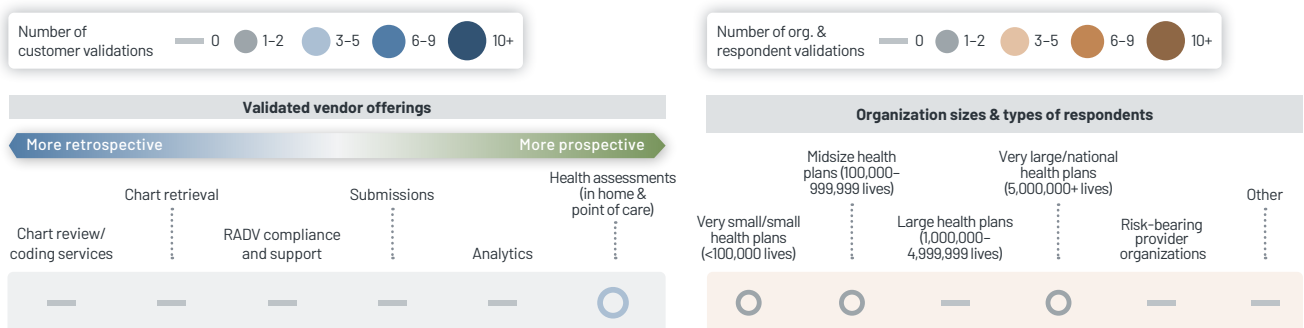 Number of
customer validations
0
1–2
3–5
6–9
10+
Number of org. &
respondent validations
0
1–2
3–5
6–9
10+
Validated vendor offerings
More retrospective
More prospective
Chart review/
coding services
Chart retrieval
RADV compliance
and support
Submissions
Analytics
Health assessments
(in home &
point of care)
Organization sizes & types of respondents
Very small/small
health plans
(<100,000 lives)
Midsize health
plans (100,000–
999,999 lives)
Large health plans
(1,000,000–
4,999,999 lives)
Very large/national
health plans
(5,000,000+ lives)
Risk-bearing
provider
organizations
Other